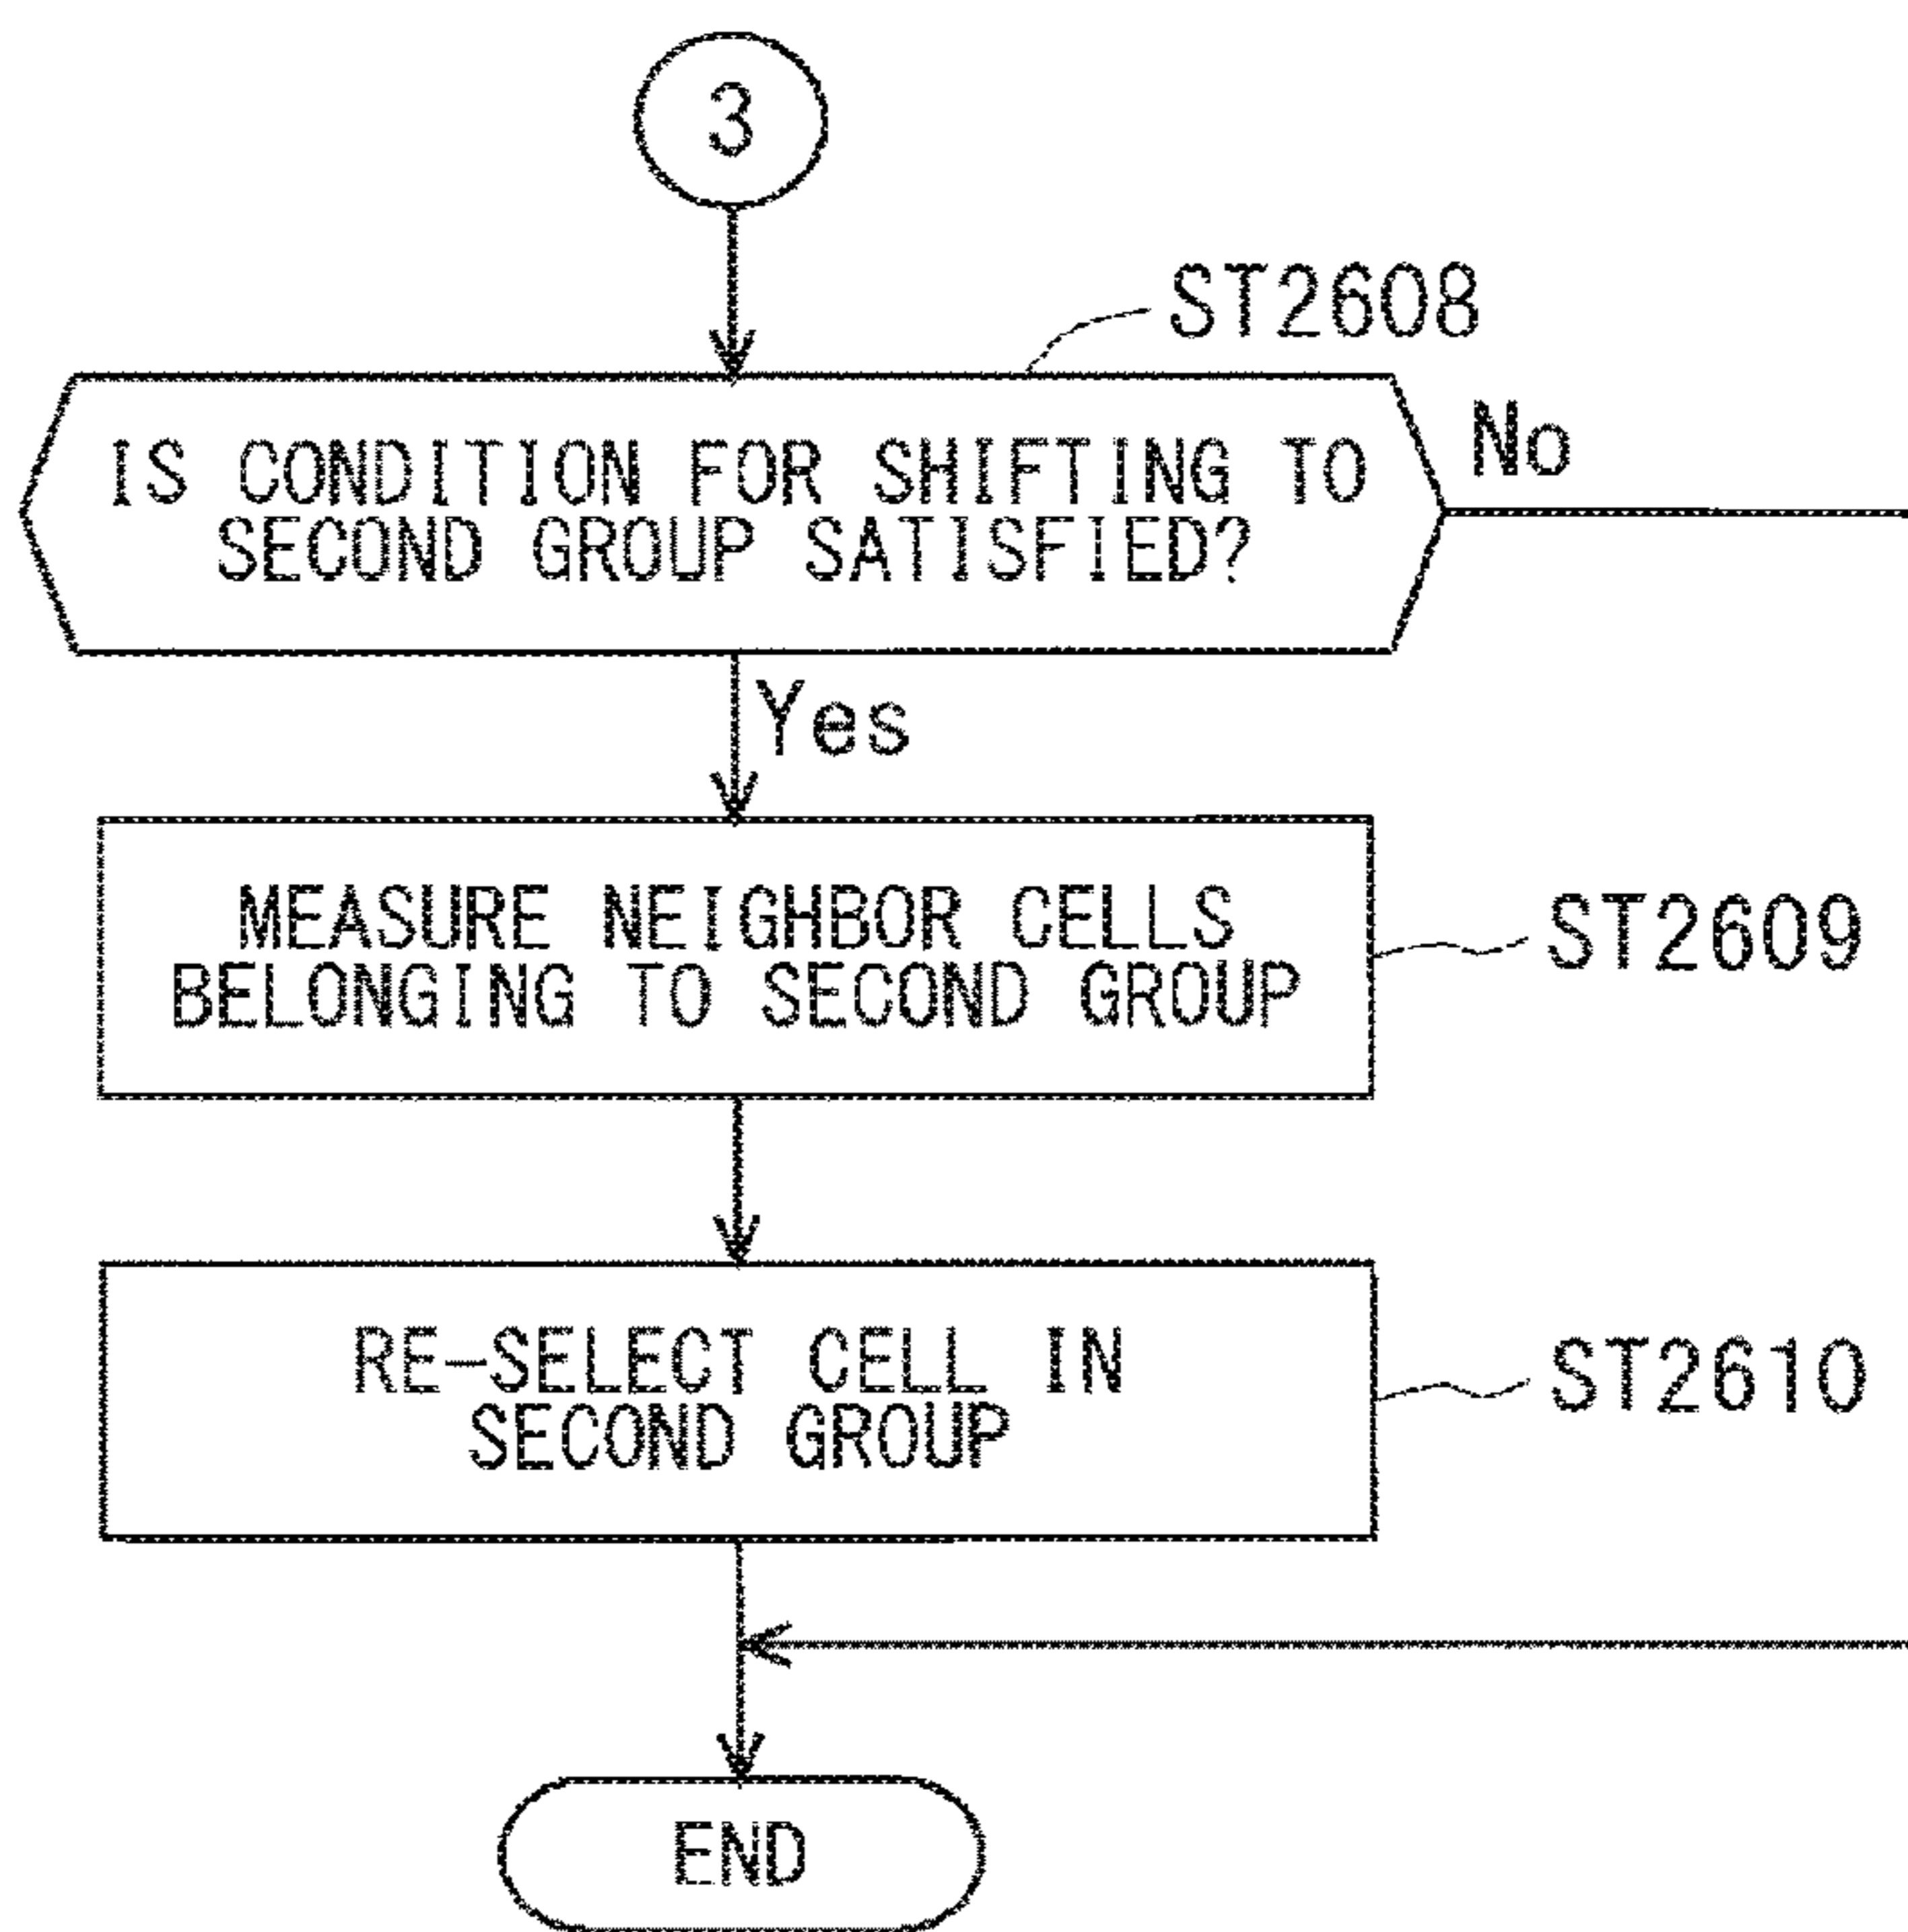 3
ST2608
IS CONDITION FOR SHIFTING TO
SECOND GROUP SATISFIED?
No
Yes
MEASURE NEIGHBOR CELLS
BELONGING TO SECOND GROUP
ST2609
RE-SELECT CELL IN
SECOND GROUP
ST2610
END